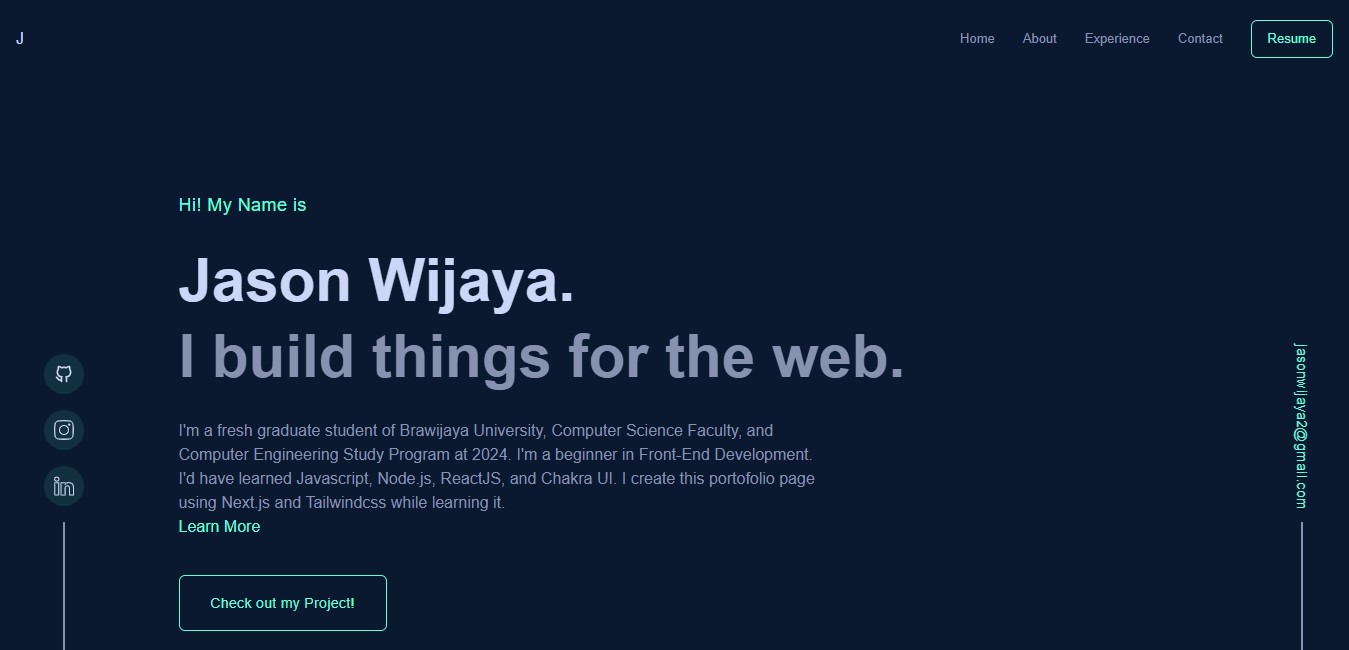 J
Home
About
Experience
Contact
Resume
Hi! My Name is
Jason Wijaya.
I build things for the web.
I'm a fresh graduate student of Brawijaya University, Computer Science Faculty, and
Computer Engineering Study Program at 2024. I'm a beginner in Front-End Development.
I'd have learned Javascript, Node.js, ReactJS, and Chakra UI. I create this portofolio page
using Next.js and Tailwindcss while learning it.
Learn More
Check out my Project!
jasonwijaya2@gmail.com